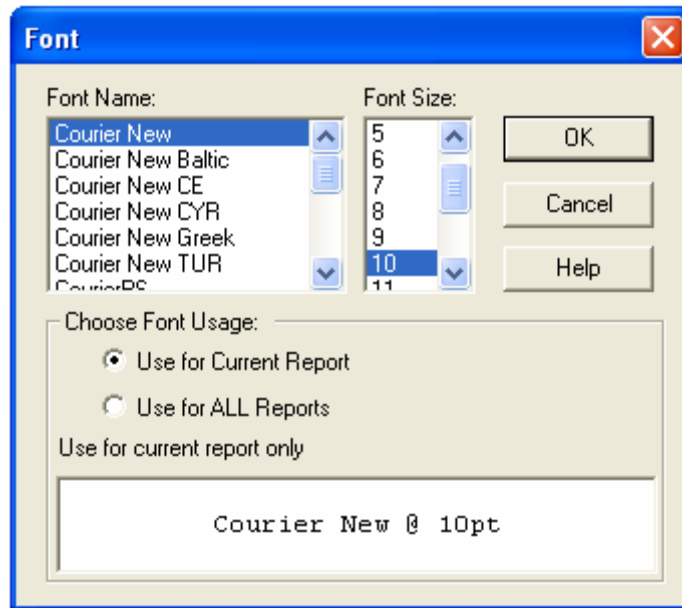 Font
Font Name:
Courier New
Courier New Baltic
Courier New CE
Courier New CYR
Courier New Greek
Courier New TUR
CourierPS
Font Size:
5
6
7
8
9
10
11
OK
Cancel
Help
Choose Font Usage:
Use for Current Report
Use for ALL Reports
Use for current report only
Courier New @ 10pt